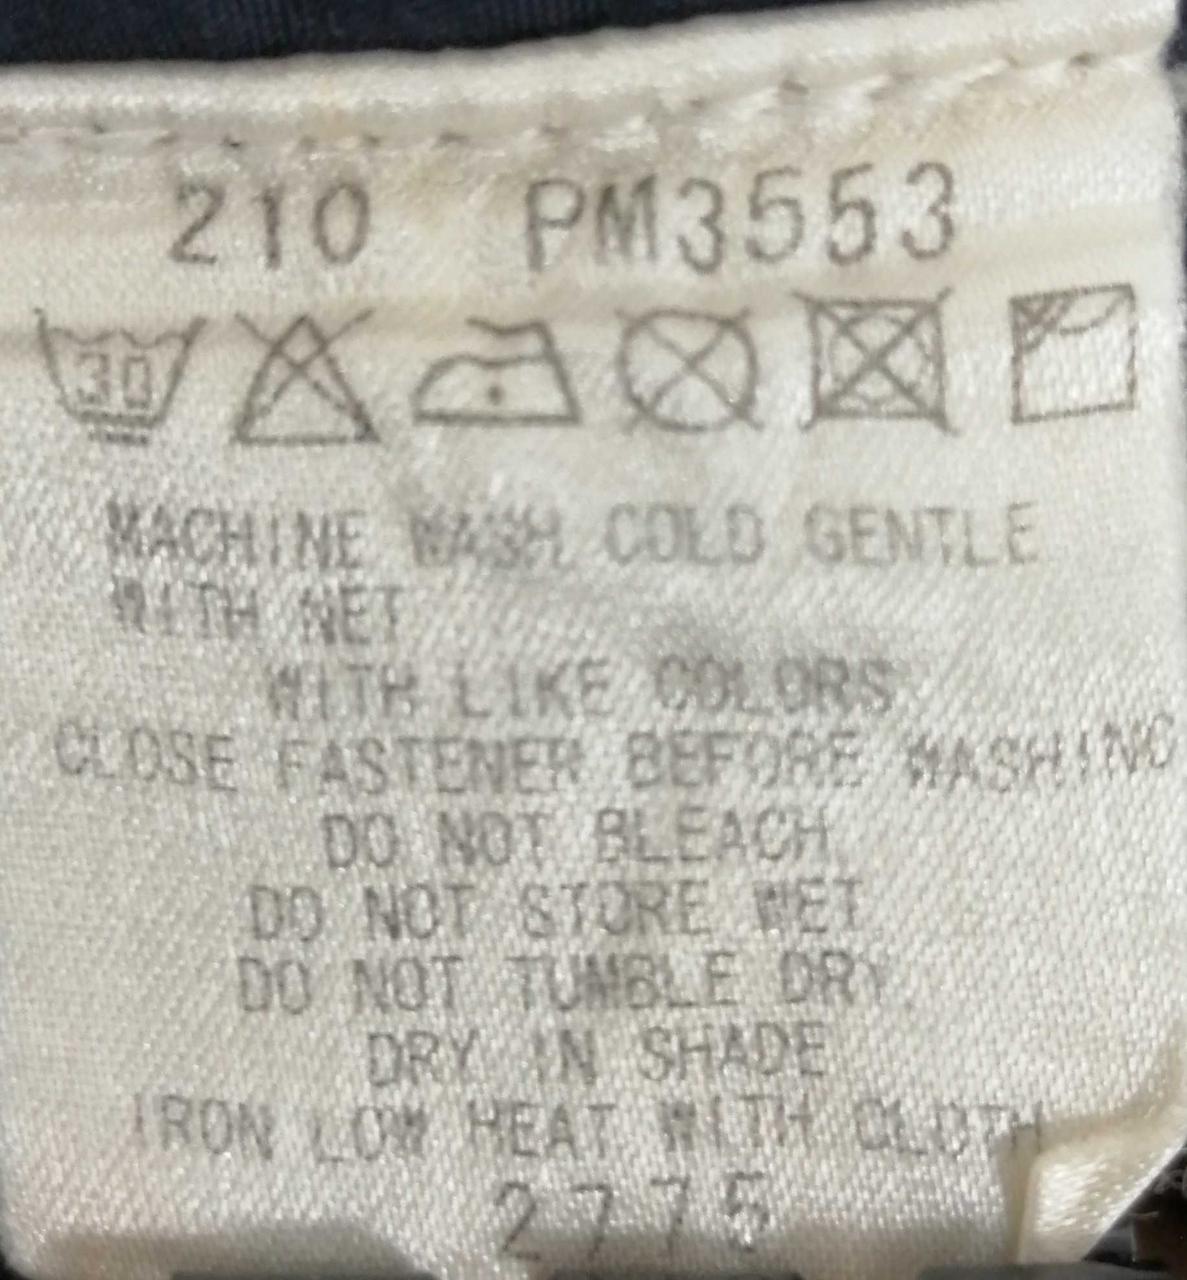 210 PM3553
30
MACHINE WASH COLD GENTLE
WITH NET
WITH LIKE COLORS
CLOSE FASTENER BEFORE WASHING
DO NOT BLEACH
DO NOT STORE WET
DO NOT TUMBLE DRY
DRY IN SHADE
IRON LOW HEAT WITH CLOTH
2775